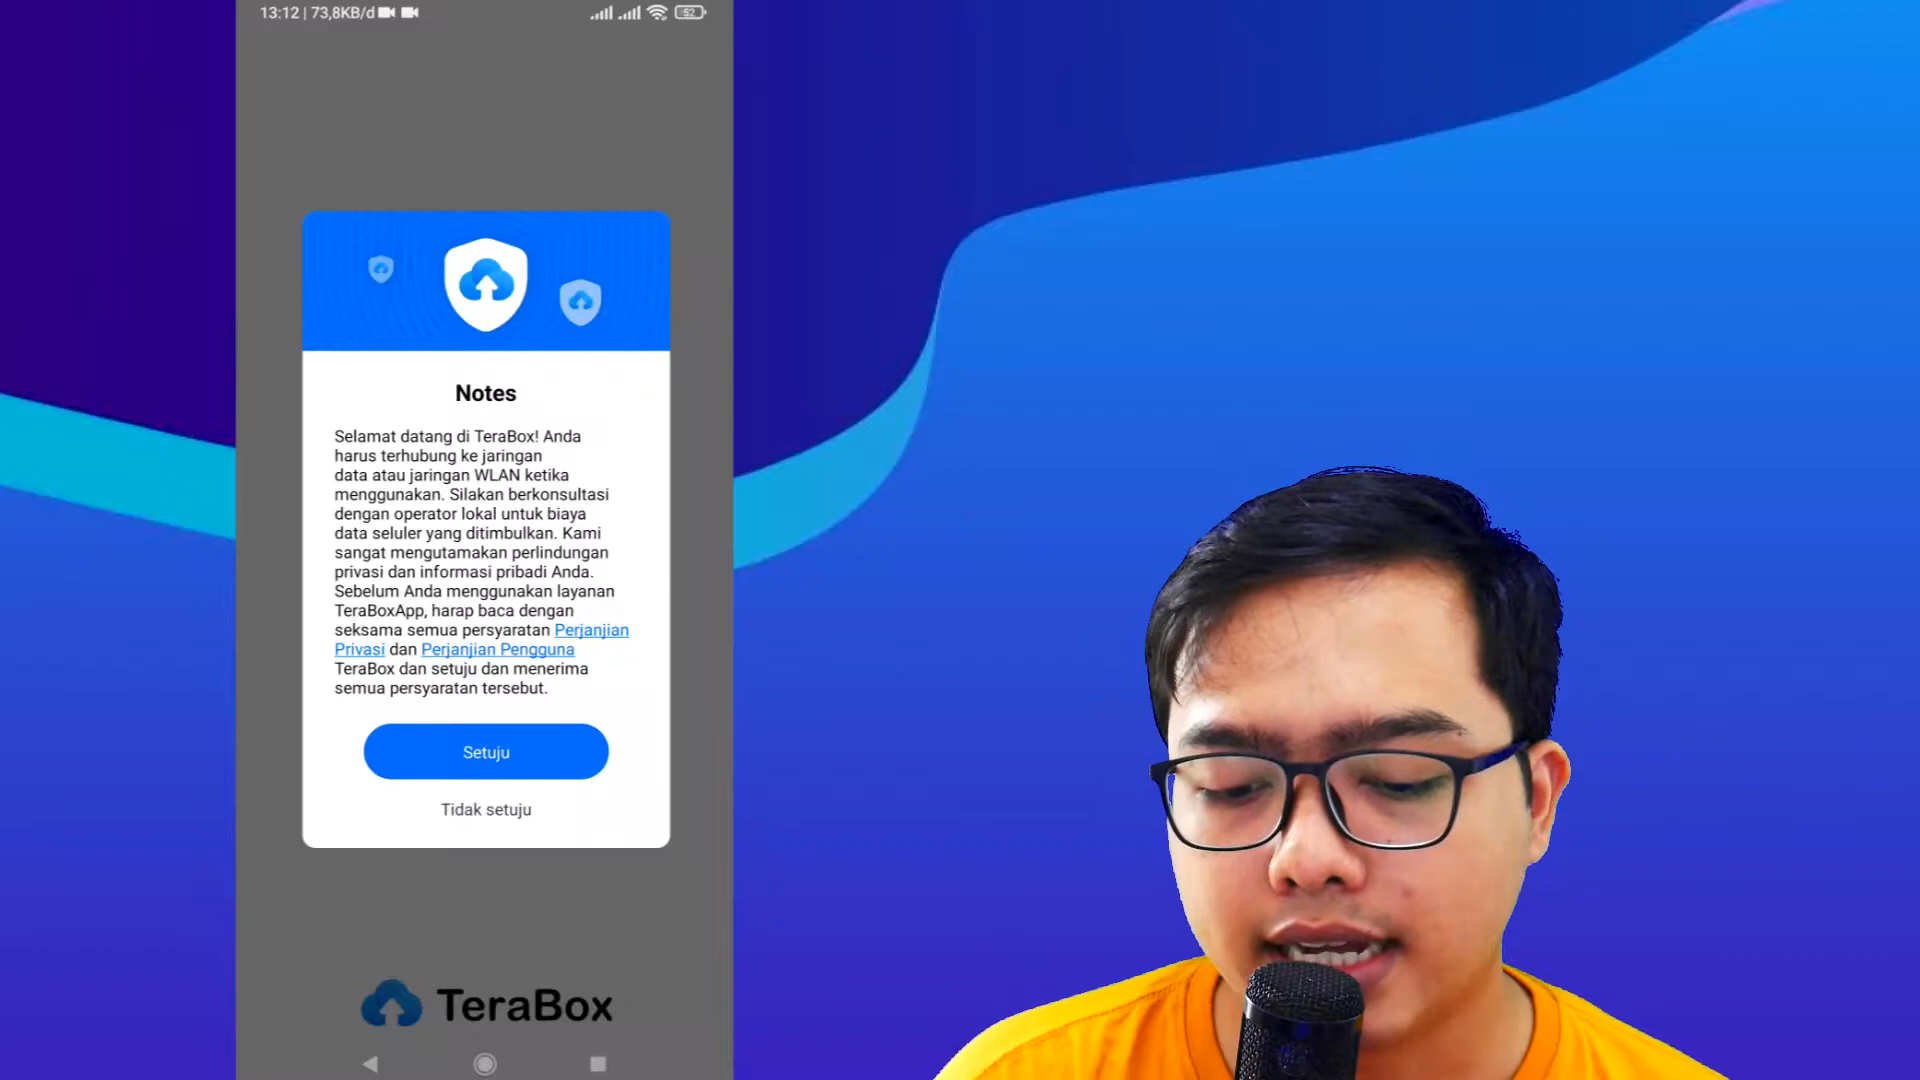 13:12 | 73,8KB/d
52
Notes
Selamat datang di TeraBox! Anda
harus terhubung ke jaringan
data atau jaringan WLAN ketika
menggunakan. Silakan berkonsultasi
dengan operator lokal untuk biaya
data seluler yang ditimbulkan. Kami
sangat mengutamakan perlindungan
privasi dan informasi pribadi Anda.
Sebelum Anda menggunakan layanan
TeraBoxApp, harap baca dengan
seksama semua persyaratan Perjanjian
Privasi dan Perjanjian Pengguna
TeraBox dan setuju dan menerima
semua persyaratan tersebut.
Setuju
Tidak setuju
TeraBox